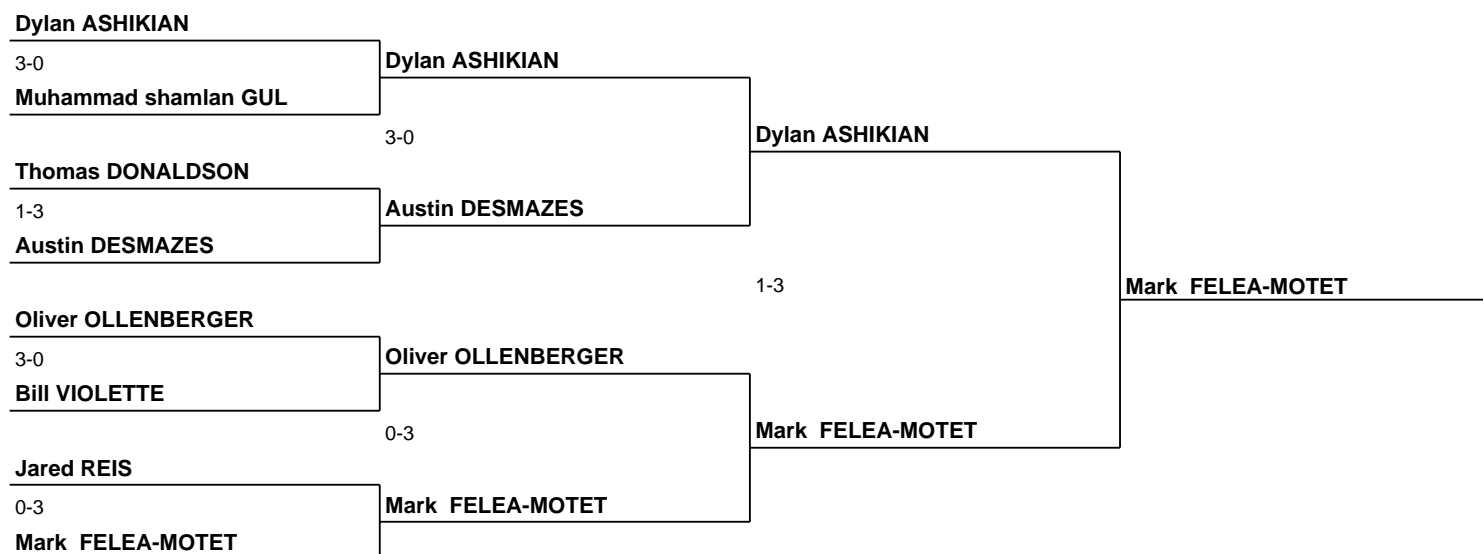 Dylan ASHIKIAN
3-0
Muhammad shamlan GUL
Dylan ASHIKIAN
3-0
Thomas DONALDSON
1-3
Austin DESMAZES
Austin DESMAZES
Dylan ASHIKIAN
1-3
Oliver OLLENBERGER
3-0
Bill VIOLETTE
Oliver OLLENBERGER
0-3
Jared REIS
0-3
Mark FELEA-MOTET
Mark FELEA-MOTET
Mark FELEA-MOTET
Mark FELEA-MOTET